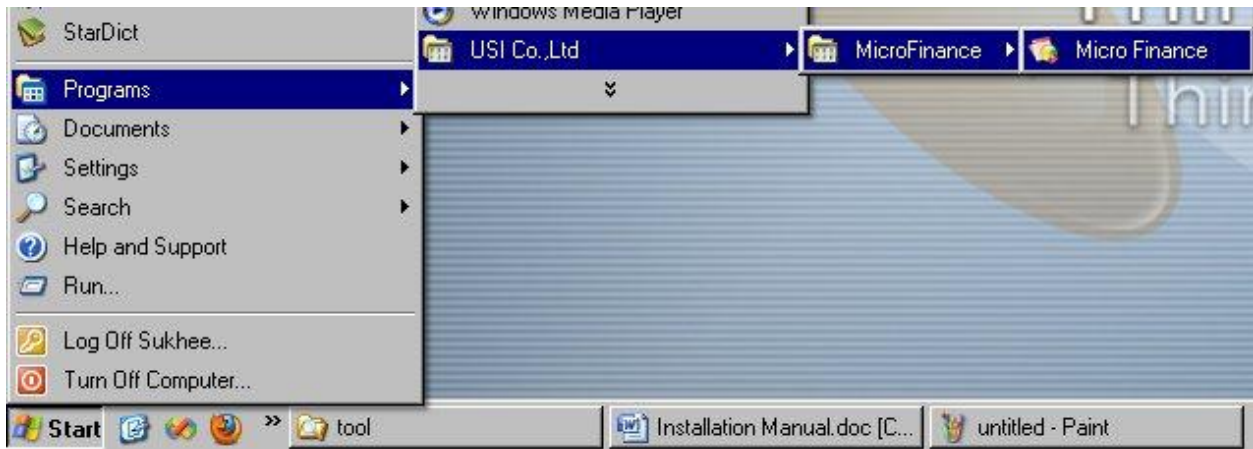 Windows Media Player
StarDict
USI Co.,Ltd
MicroFinance
Micro Finance
Programs
Documents
Settings
Search
Help and Support
Run...
Log Off Sukhee...
Turn Off Computer...
Start
tool
Installation Manual.doc [C...
untitled - Paint